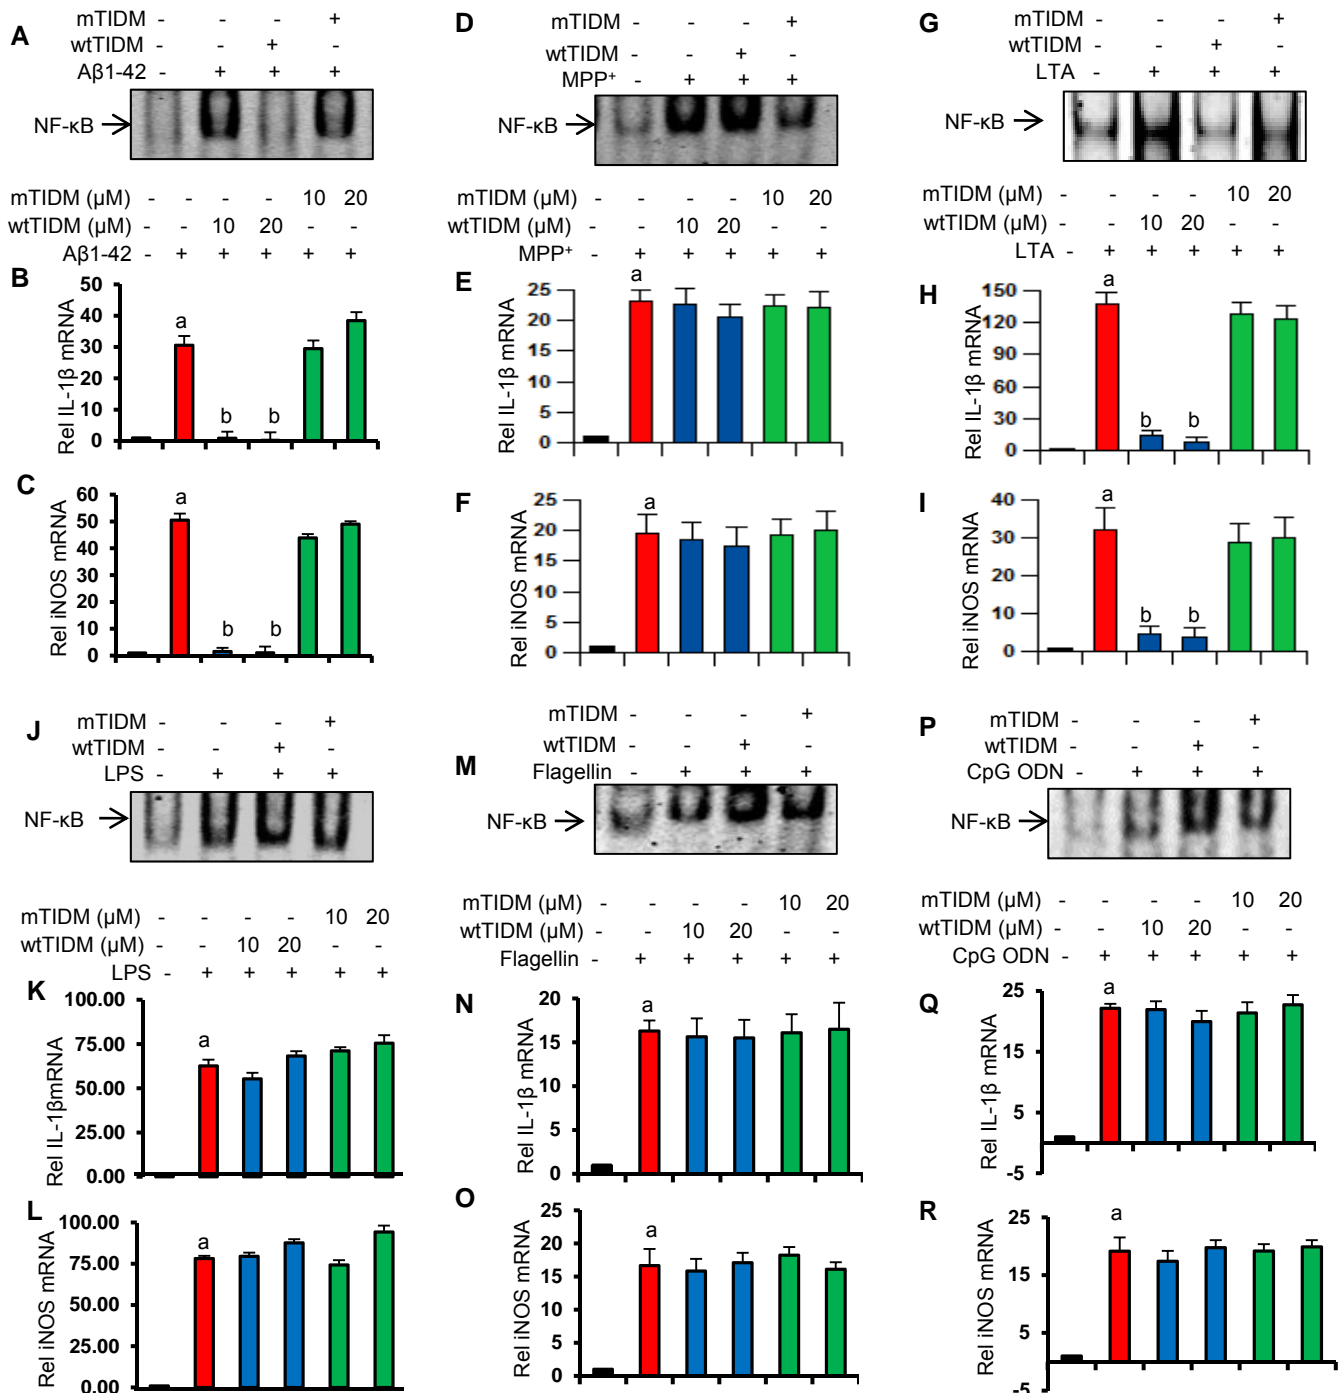 A
mTIDM - - - +
wtTIDM - - + -
Aβ1-42 - + + +
NF-κB
mTIDM (µM) - - - - 10 20
wtTIDM (µM) - - 10 20 - -
Aβ1-42 - + + + + +
B
Rel IL-1β mRNA
50
40
30
20
10
0
a
b
b
C
Rel iNOS mRNA
60
50
40
30
20
10
0
a
b
b
D
mTIDM - - - +
wtTIDM - - + -
MPP+ - + + +
NF-κB
mTIDM (µM) - - - - 10 20
wtTIDM (µM) - - 10 20 - -
MPP+ - + + + + +
E
Rel IL-1β mRNA
25
20
15
10
5
0
a
F
Rel iNOS mRNA
25
20
15
10
5
0
a
G
mTIDM - - - +
wtTIDM - - + -
LTA - + + +
NF-κB
mTIDM (µM) - - - - 10 20
wtTIDM (µM) - - 10 20 - -
LTA - + + + + +
H
Rel IL-1β mRNA
150
120
90
60
30
0
a
b
b
I
Rel iNOS mRNA
40
30
20
10
0
a
b
b
J
mTIDM - - - +
wtTIDM - - + -
LPS - + + +
NF-κB
mTIDM (µM) - - - - 10 20
wtTIDM (µM) - - 10 20 - -
LPS - + + + + +
K
Rel IL-1βmRNA
100.00
75.00
50.00
25.00
0.00
a
L
Rel iNOS mRNA
100.00
75.00
50.00
25.00
0.00
a
M
mTIDM - - - +
wtTIDM - - + -
Flagellin - + + +
NF-κB
mTIDM (µM) - - - - 10 20
wtTIDM (µM) - - 10 20 - -
Flagellin - + + + + +
N
Rel IL-1β mRNA
20
15
10
5
0
a
O
Rel iNOS mRNA
25
20
15
10
5
0
a
P
mTIDM - - - +
wtTIDM - - + -
CpG ODN - + + +
NF-κB
mTIDM (µM) - - - - 10 20
wtTIDM (µM) - - 10 20 - -
CpG ODN - + + + + +
Q
Rel IL-1β mRNA
25
15
5
-5
a
R
Rel iNOS mRNA
25
15
5
-5
a